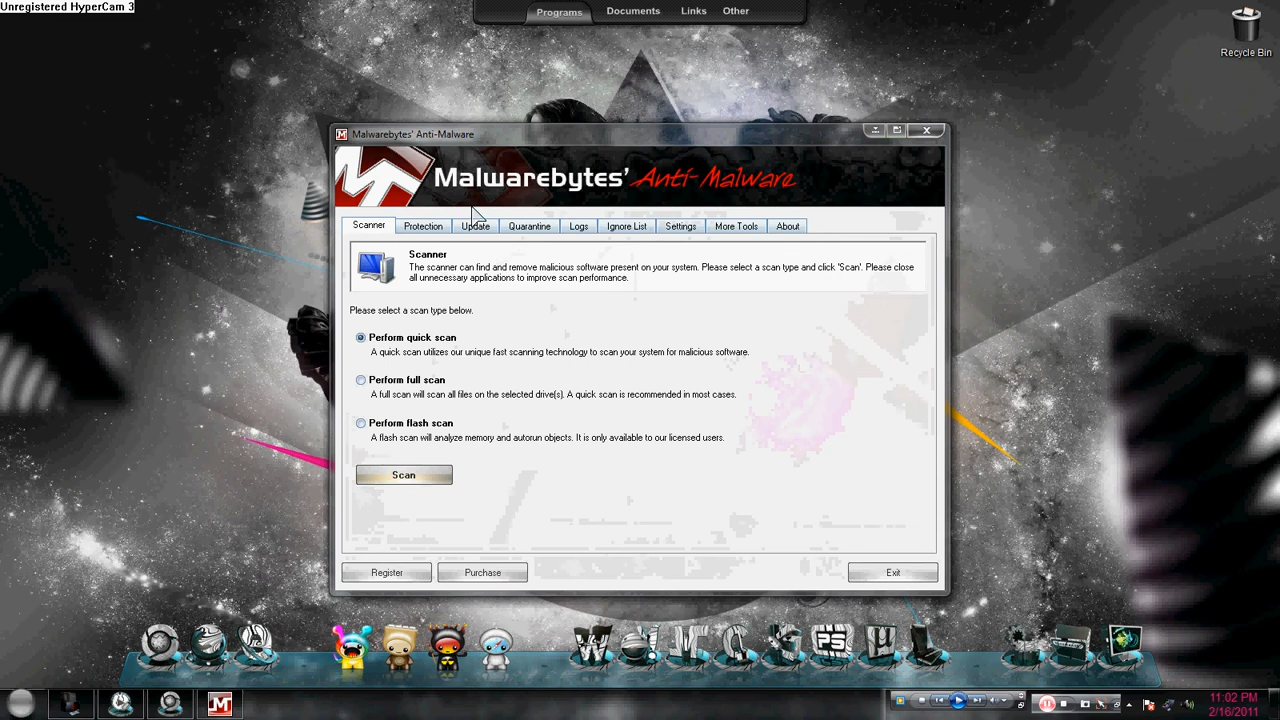 Unregistered HyperCam 3
Programs Documents Links Other
Recycle Bin
Malwarebytes' Anti-Malware
Malwarebytes' Anti-Malware
Scanner Protection Update Quarantine Logs Ignore List Settings More Tools About
Scanner
The scanner can find and remove malicious software present on your system. Please select a scan type and click 'Scan'. Please close
all unnecessary applications to improve scan performance.
Please select a scan type below.
Perform quick scan
A quick scan utilizes our unique fast scanning technology to scan your system for malicious software.
Perform full scan
A full scan will scan all files on the selected drive(s). A quick scan is recommended in most cases.
Perform flash scan
A flash scan will analyze memory and autorun objects. It is only available to our licensed users.
Scan
Register Purchase Exit
PS
11:02 PM
2/16/2011